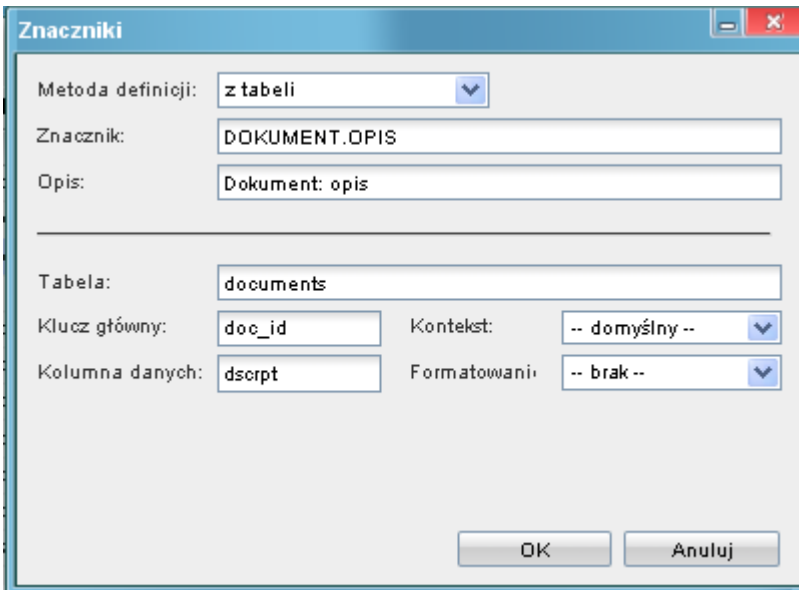 Znaczniki
Metoda definicji: z tabeli
Znacznik: DOKUMENT.OPIS
Opis: Dokument: opis
Tabela: documents
Klucz główny: doc_id Kontekst: -- domyślny --
Kolumna danych: dscrpt Formatowani -- brak --
OK Anuluj